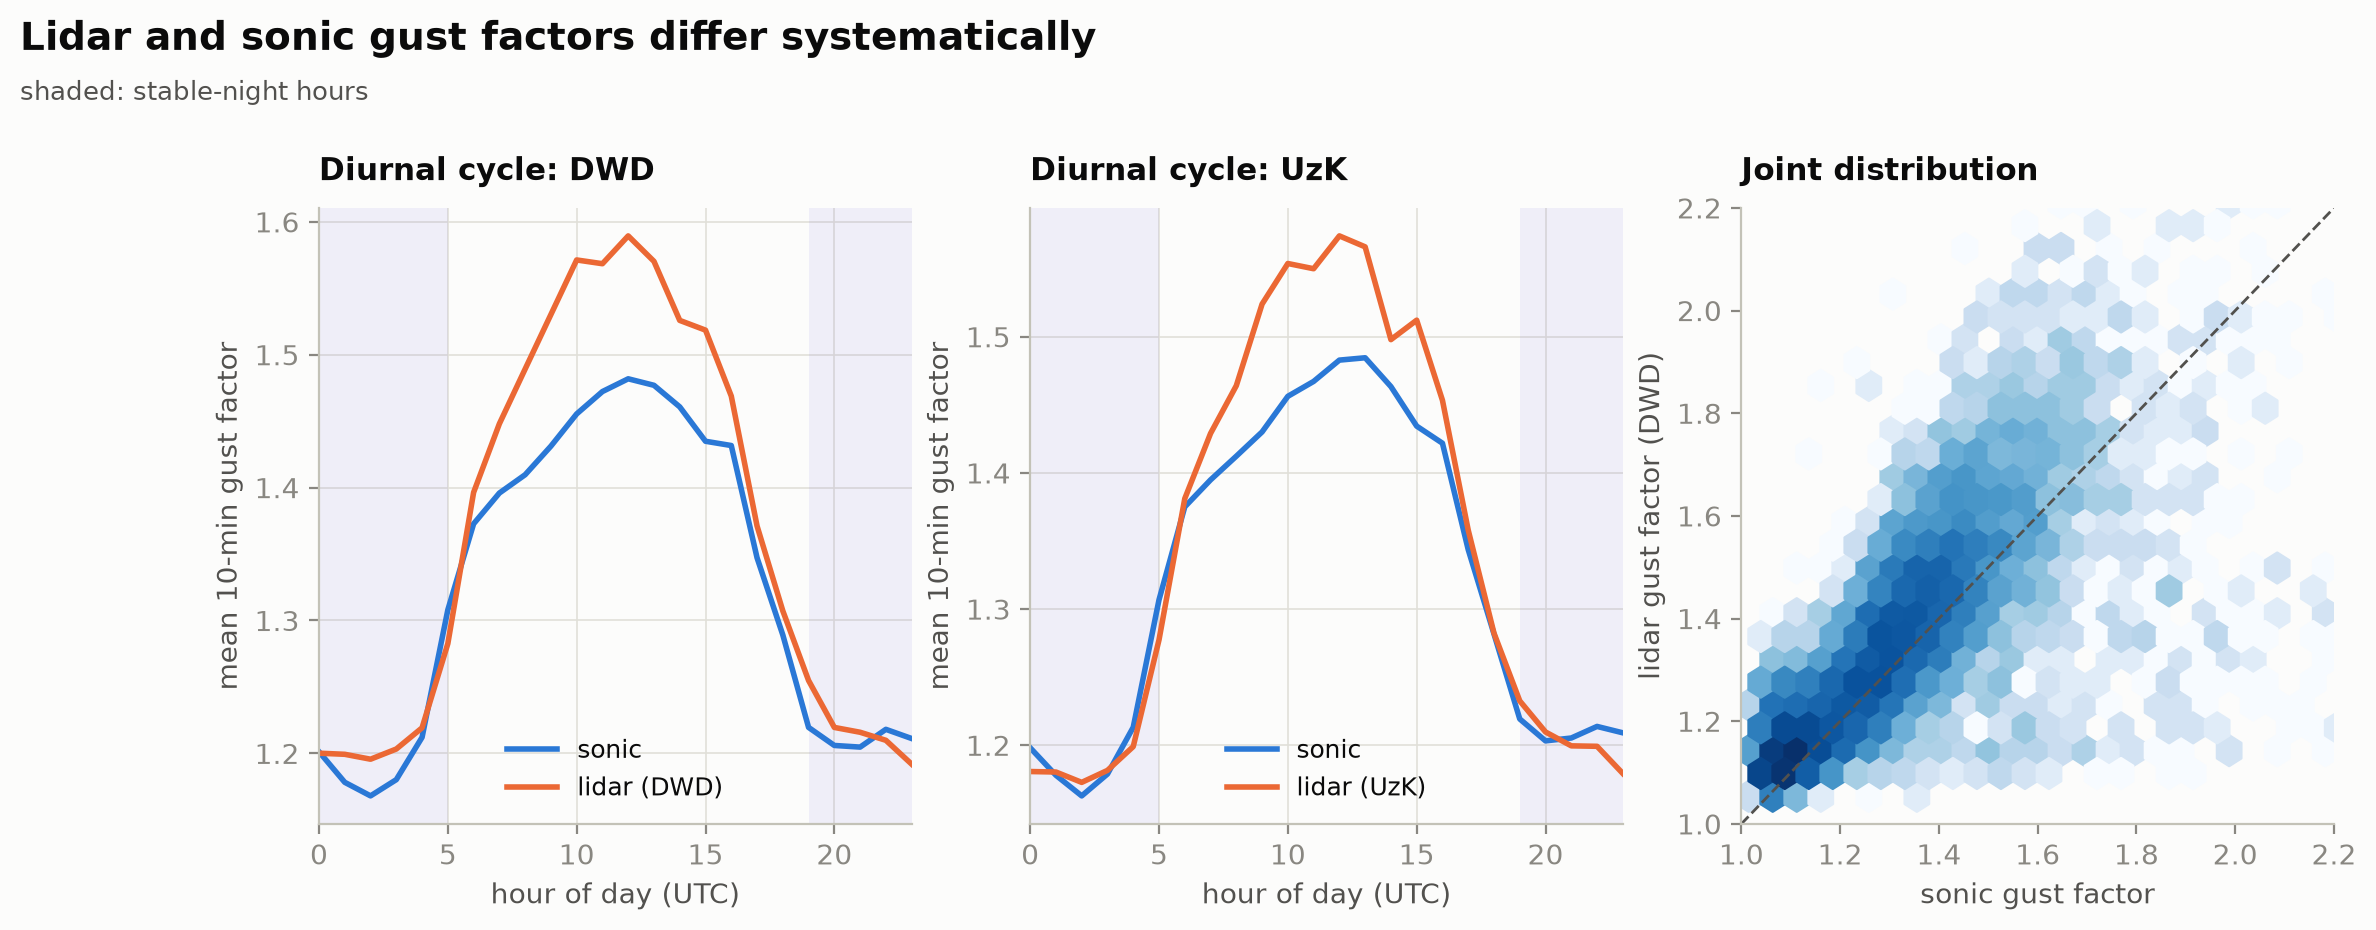 Lidar and sonic gust factors differ systematically
shaded: stable-night hours
Diurnal cycle: DWD
mean 10-min gust factor
1.6
1.5
1.4
1.3
1.2
0 5 10 15 20
hour of day (UTC)
sonic
lidar (DWD)
Diurnal cycle: UzK
mean 10-min gust factor
1.5
1.4
1.3
1.2
0 5 10 15 20
hour of day (UTC)
sonic
lidar (UzK)
Joint distribution
lidar gust factor (DWD)
2.2
2.0
1.8
1.6
1.4
1.2
1.0
1.0 1.2 1.4 1.6 1.8 2.0 2.2
sonic gust factor